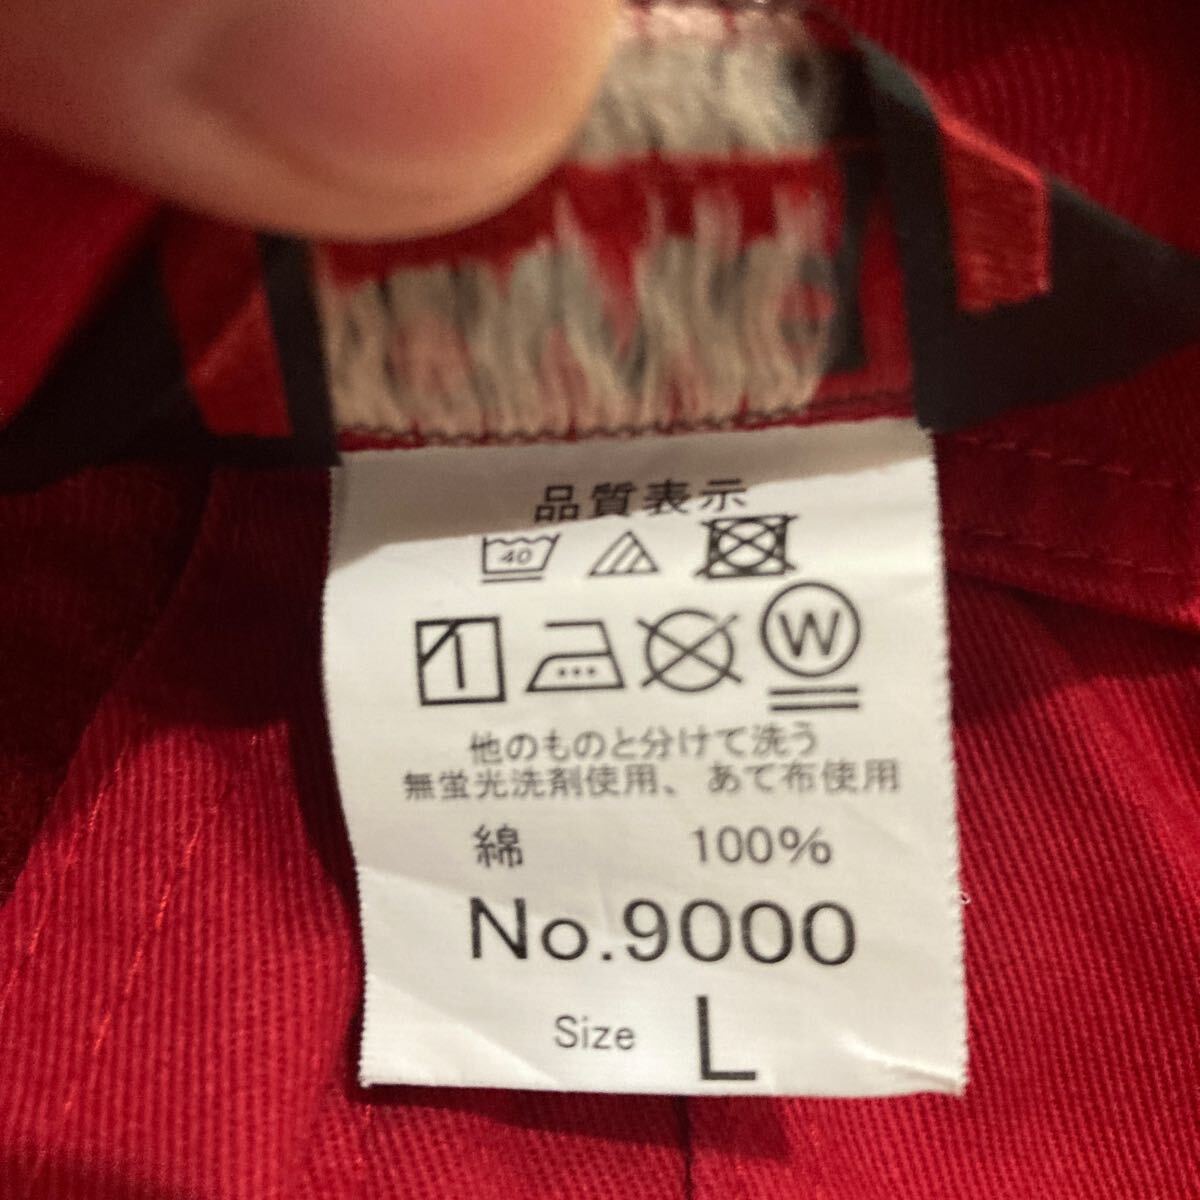 品質表示
40
W
他のものと分けて洗う
無蛍光洗剤使用、あて布使用
綿 100%
No.9000
Size L